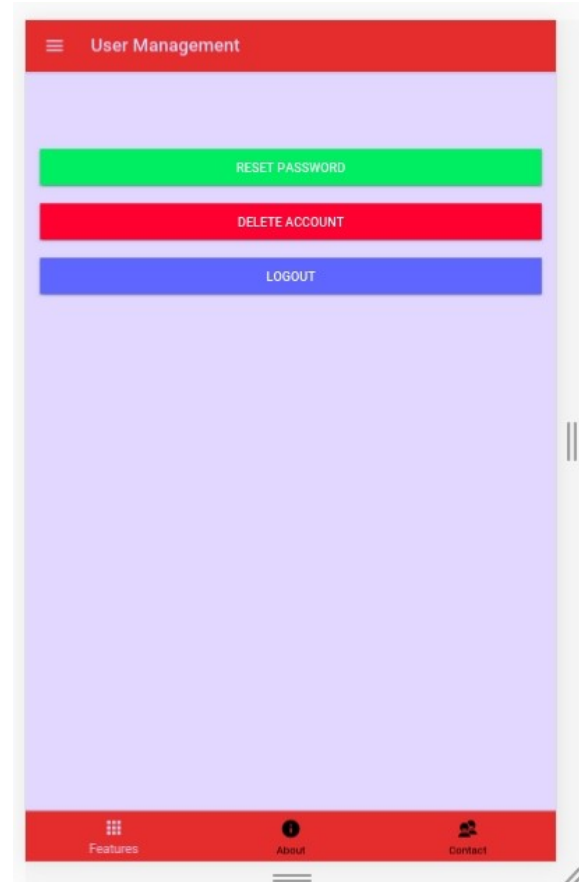 User Management
RESET PASSWORD
DELETE ACCOUNT
LOGOUT
Features About Contact